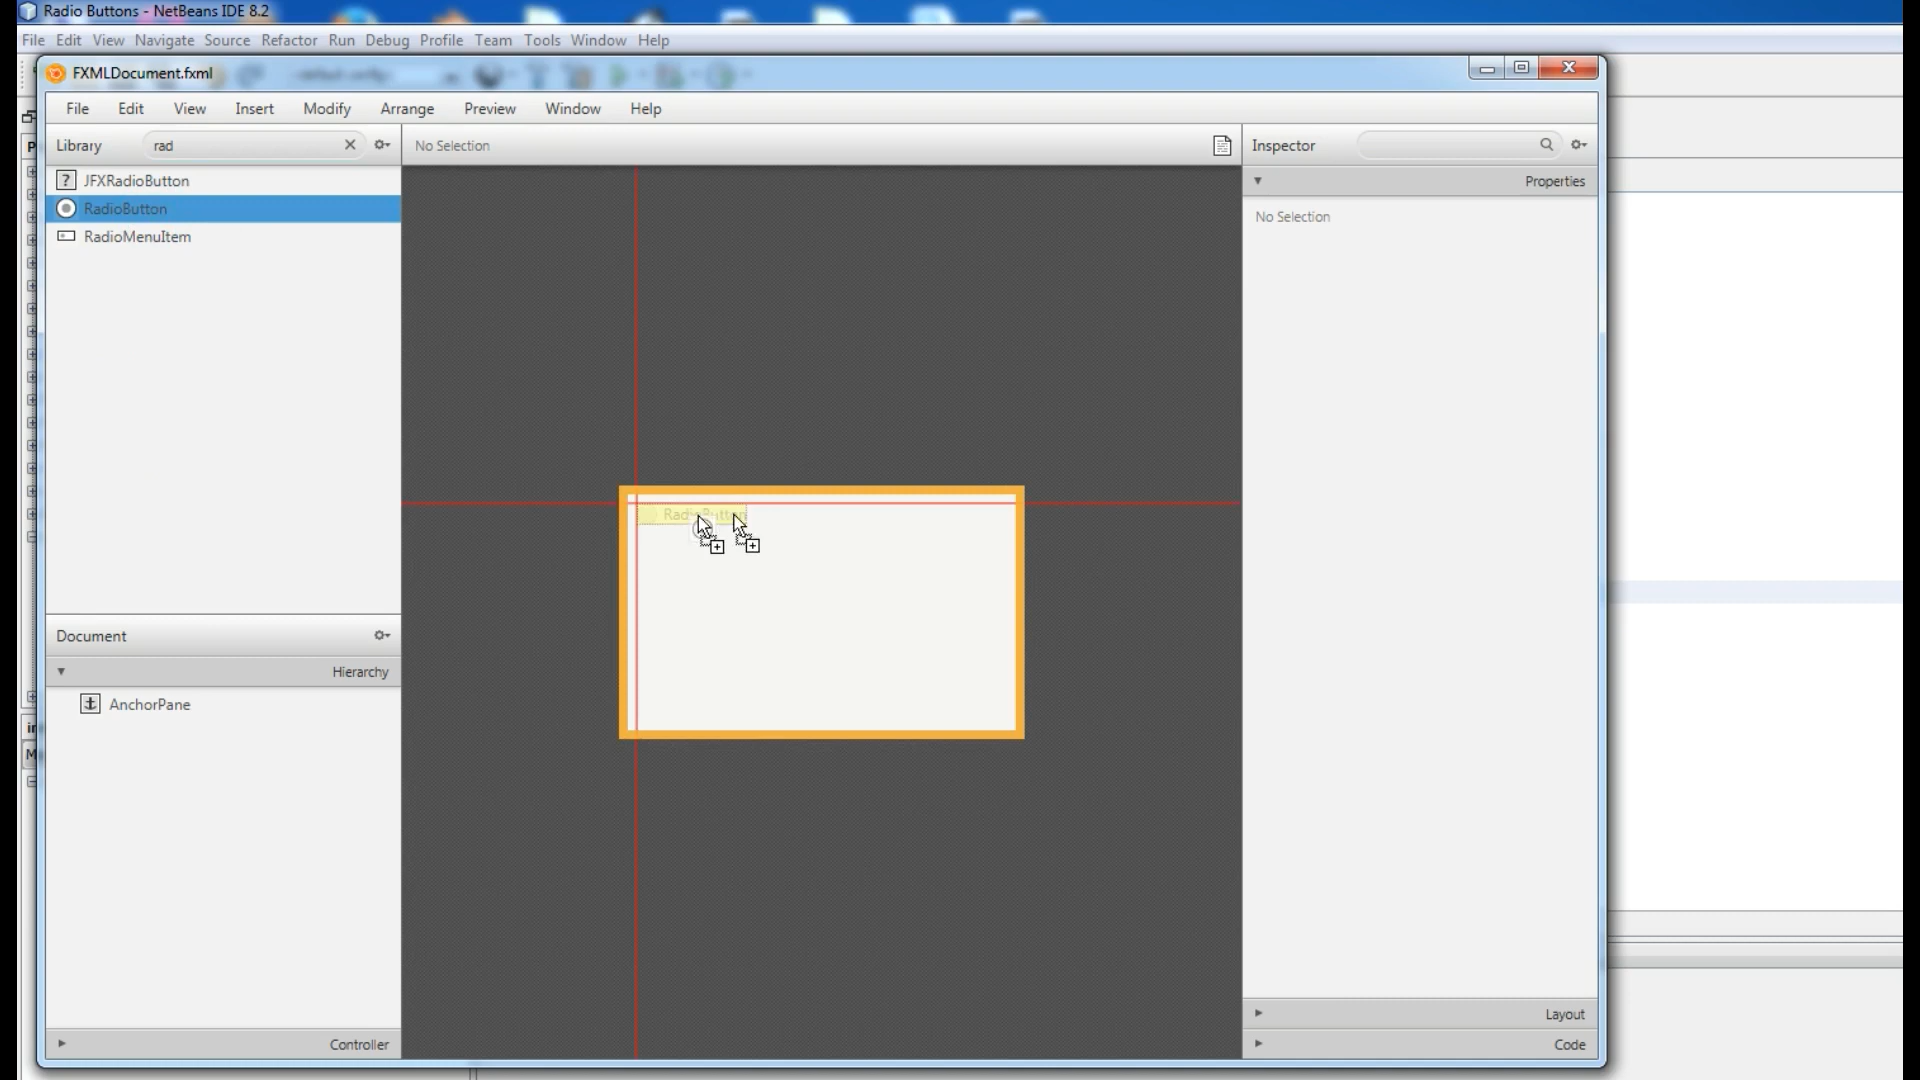 Radio Buttons - NetBeans IDE 8.2
File Edit View Navigate Source Refactor Run Debug Profile Team Tools Window Help
FXMLDocument.fxml
File Edit View Insert Modify Arrange Preview Window Help
Library rad
No Selection
Inspector
JFXRadioButton
RadioButton
RadioMenuItem
Properties
No Selection
RadioButton
Document
Hierarchy
AnchorPane
Controller
Layout
Code